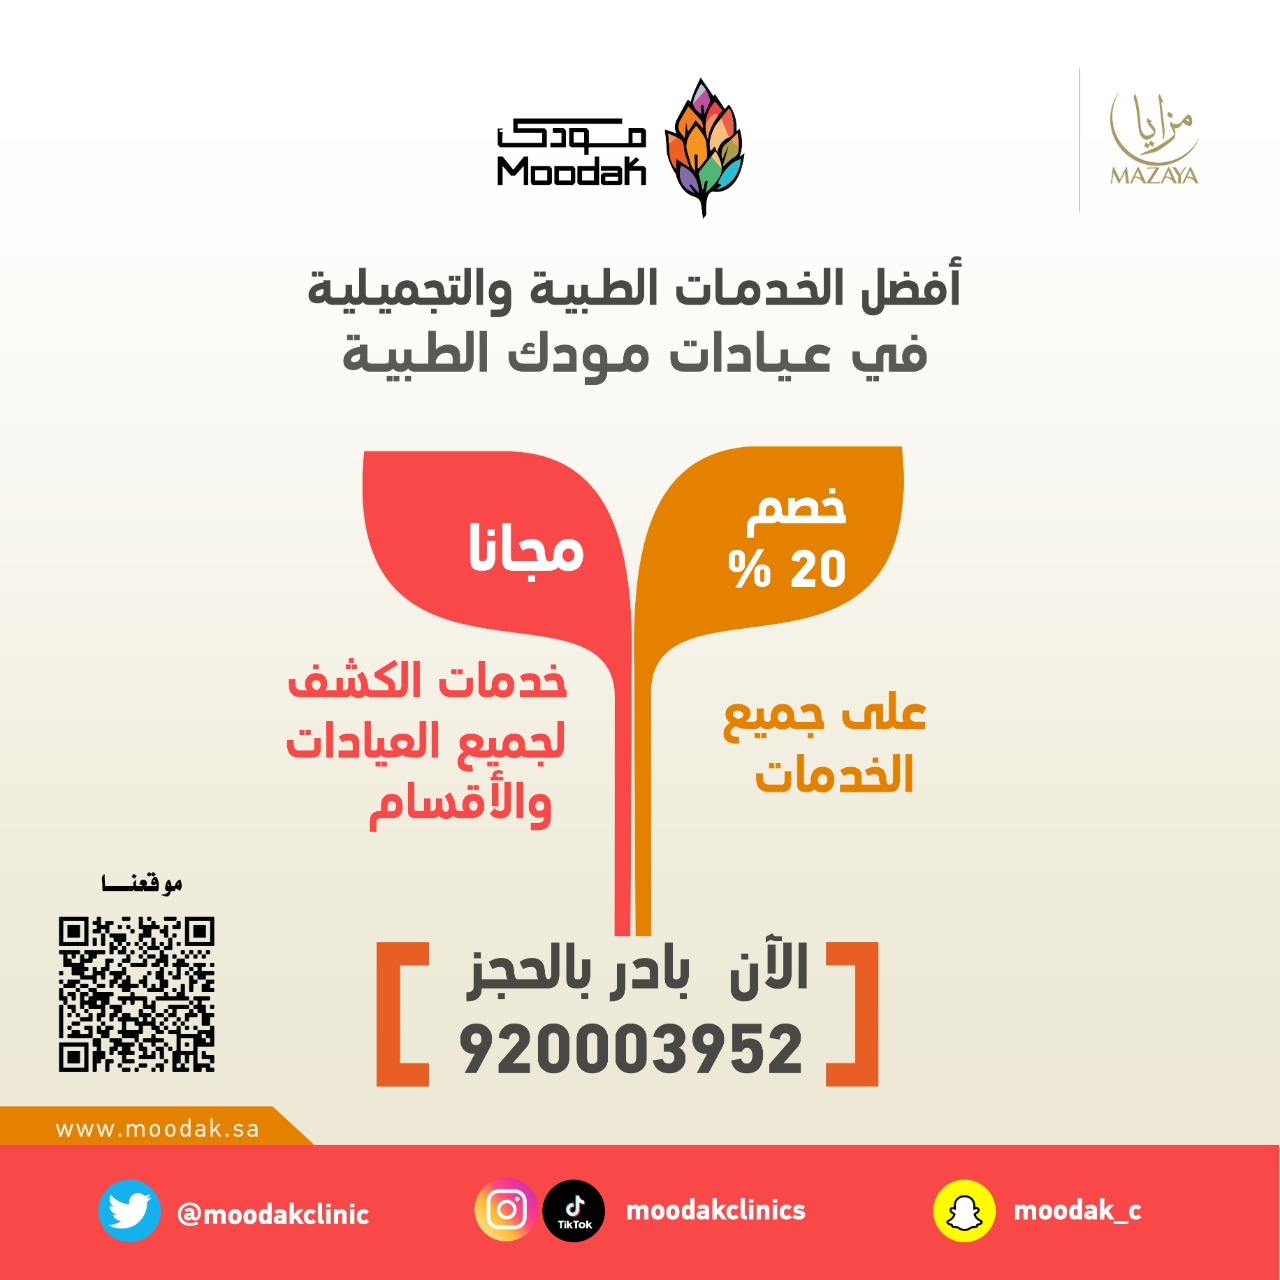 مودك
Moodak
مزايا
MAZAYA
أفضل الخدمات الطبية والتجميلية
في عيادات مودك الطبية
خصم
20 %
على جميع
الخدمات
مجانا
خدمات الكشف
لجميع العيادات
والأقسام
الآن بادر بالحجز
920003952
موقعنا
www.moodak.sa
@moodakclinic
TikTok
moodakclinics
moodak_c